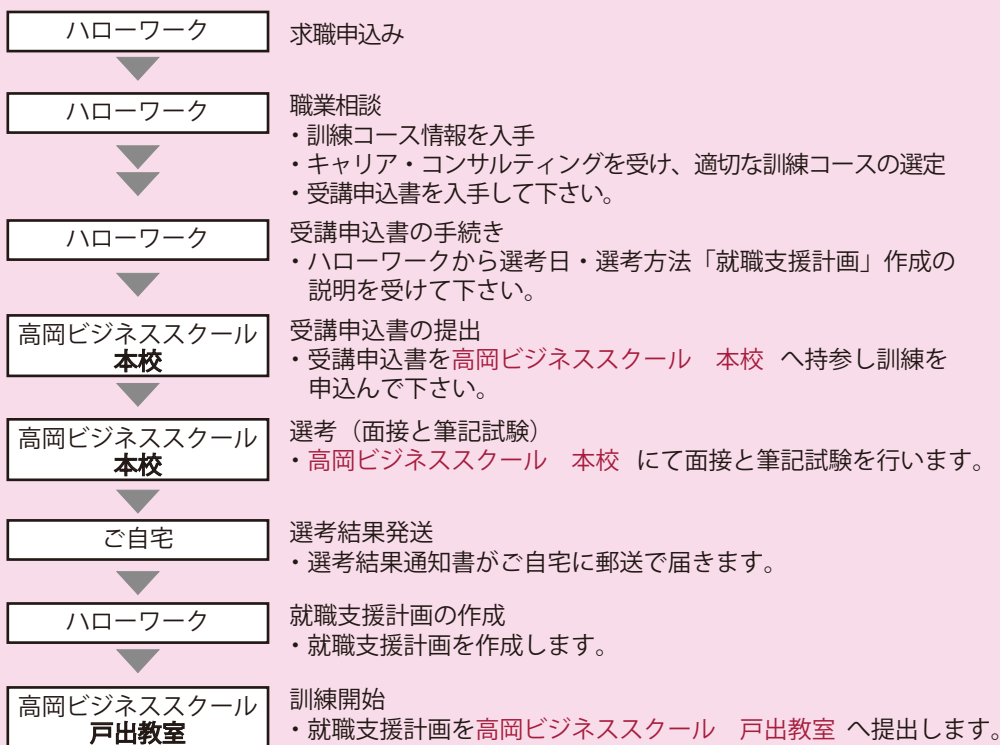 ハローワーク
求職申込み
ハローワーク
職業相談
・訓練コース情報を入手
・キャリア・コンサルティングを受け、適切な訓練コースの選定
・受講申込書を入手して下さい。
ハローワーク
受講申込書の手続き
・ハローワークから選考日・選考方法「就職支援計画」作成の
説明を受けて下さい。
高岡ビジネススクール
本校
受講申込書の提出
・受講申込書を高岡ビジネススクール　本校 へ持参し訓練を
申込んで下さい。
高岡ビジネススクール
本校
選考（面接と筆記試験）
・高岡ビジネススクール　本校 にて面接と筆記試験を行います。
ご自宅
選考結果発送
・選考結果通知書がご自宅に郵送で届きます。
ハローワーク
就職支援計画の作成
・就職支援計画を作成します。
高岡ビジネススクール
戸出教室
訓練開始
・就職支援計画を高岡ビジネススクール　戸出教室 へ提出します。